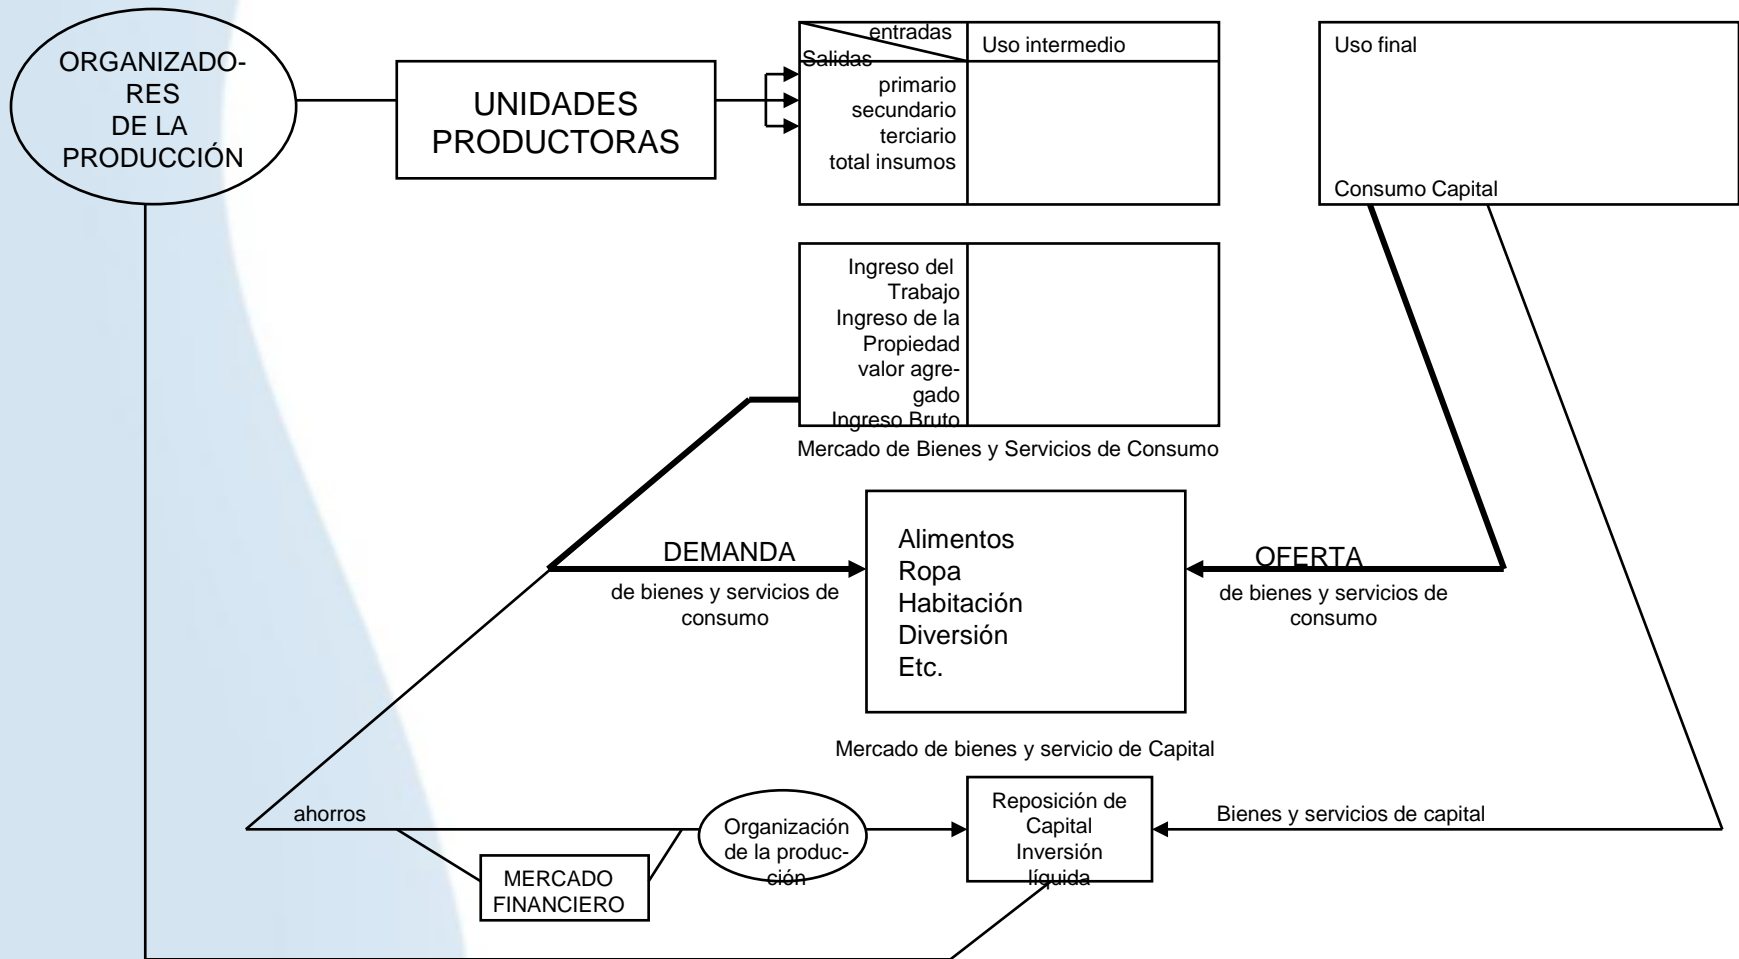 ORGANIZADO-
RES
DE LA
PRODUCCIÓN
UNIDADES
PRODUCTORAS
entradas
Salidas
Uso intermedio
primario
secundario
terciario
total insumos
Uso final
Consumo Capital
Ingreso del
Trabajo
Ingreso de la
Propiedad
valor agre-
gado
Ingreso Bruto
Mercado de Bienes y Servicios de Consumo
DEMANDA
de bienes y servicios de
consumo
Alimentos
Ropa
Habitación
Diversión
Etc.
OFERTA
de bienes y servicios de
consumo
Mercado de bienes y servicio de Capital
ahorros
MERCADO
FINANCIERO
Organización
de la produc-
ción
Reposición de
Capital
Inversión
líquida
Bienes y servicios de capital